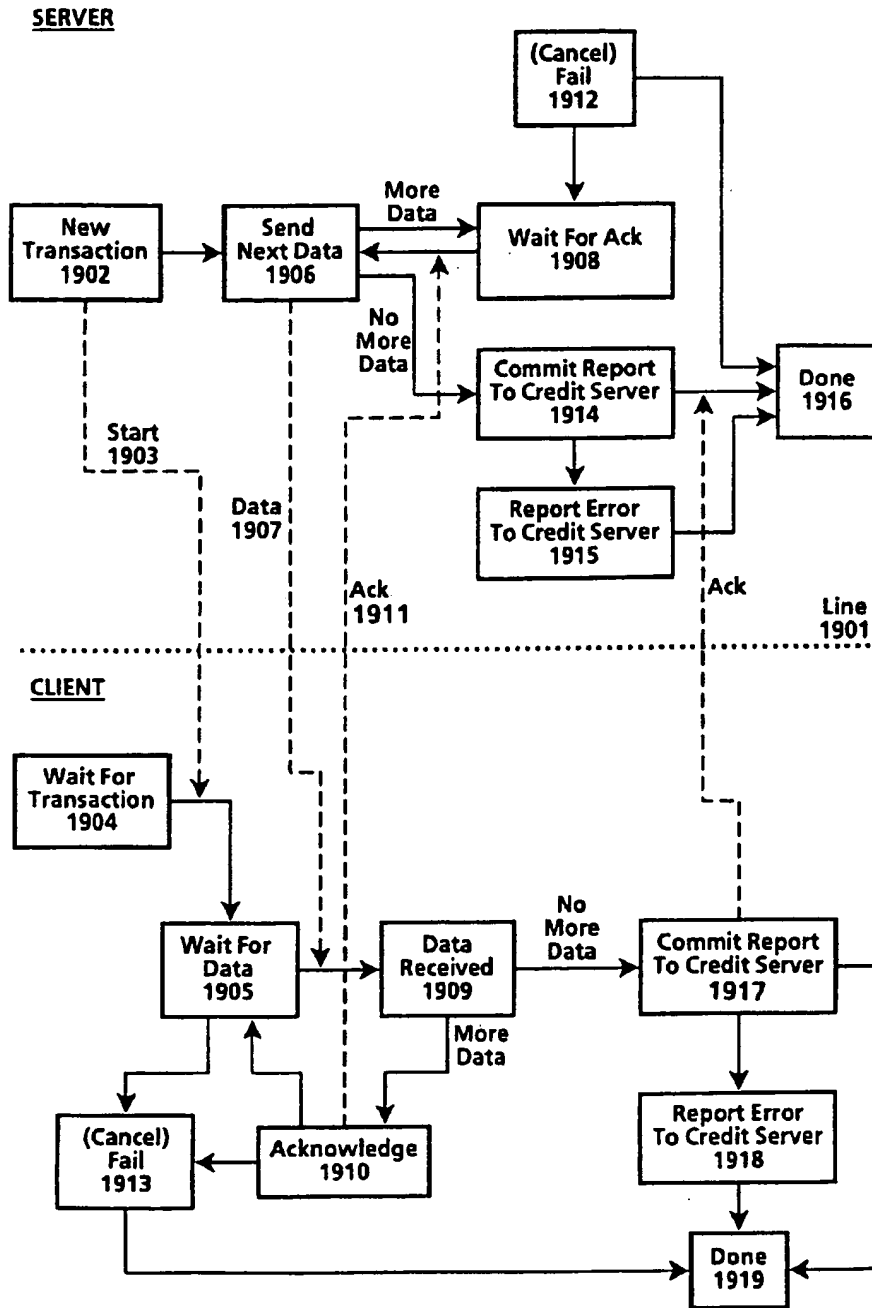 SERVER
(Cancel)
Fail
1912
New
Transaction
1902
Send
Next Data
1906
More
Data
Wait For Ack
1908
No
More
Data
Commit Report
To Credit Server
1914
Done
1916
Start
1903
Data
1907
Report Error
To Credit Server
1915
Ack
1911
Ack
Line
1901
CLIENT
Wait For
Transaction
1904
Wait For
Data
1905
Data
Received
1909
No
More
Data
Commit Report
To Credit Server
1917
More
Data
(Cancel)
Fail
1913
Acknowledge
1910
Report Error
To Credit Server
1918
Done
1919